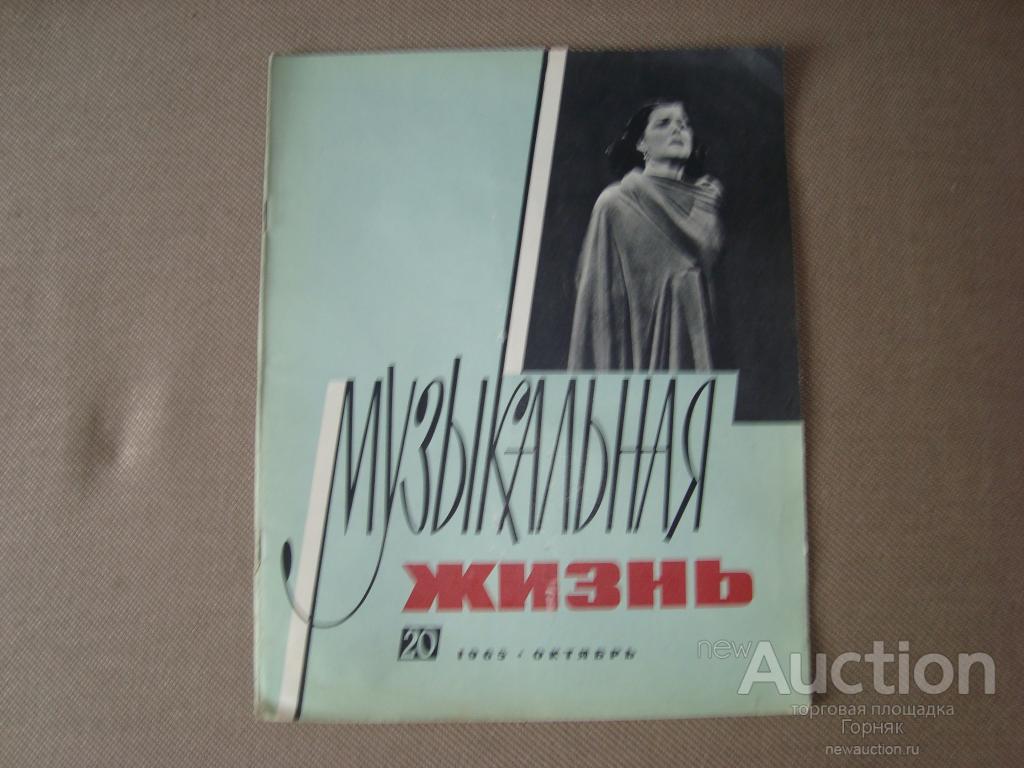 МУЗЫКАЛЬНАЯ
ЖИЗНЬ
20 1965 • ОКТЯБРЬ
newAuction
торговая площадка
Горняк
newauction.ru